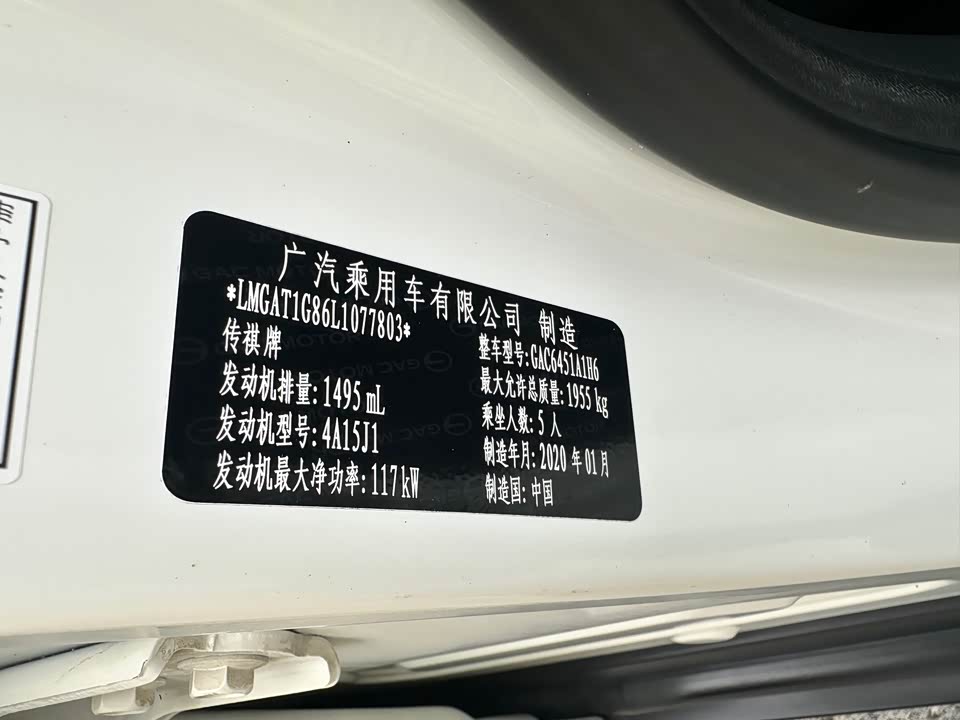 广汽乘用车有限公司 制造
*LMGAT1G86L1077803*
传祺牌
发动机排量:1495 mL
发动机型号:4A15J1
发动机最大净功率:117 kW
整车型号:GAC6451A1H6
最大允许总质量:1955 kg
乘坐人数:5 人
制造年月:2020 年 01 月
制造国:中国